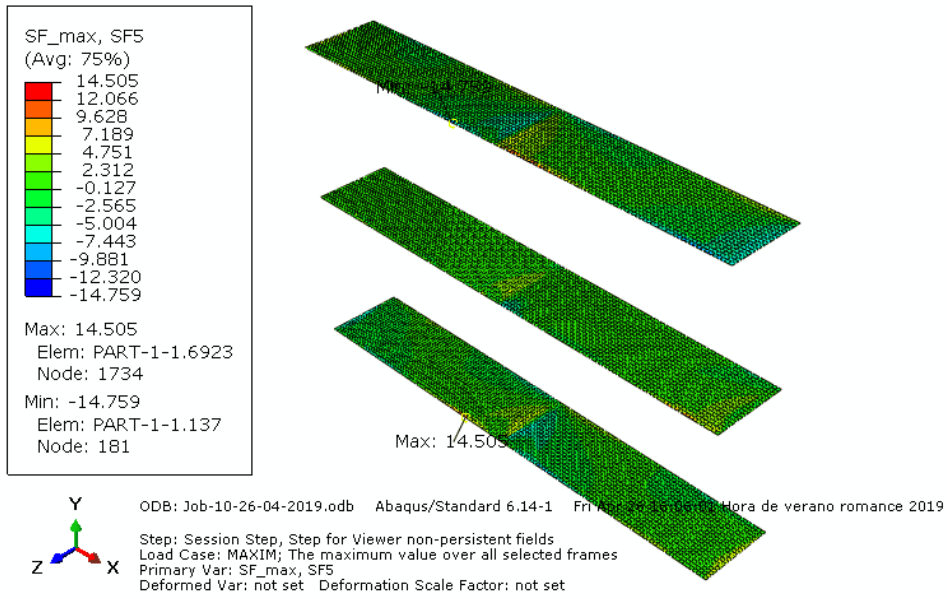 SF_max, SF5
(Avg: 75%)
14.505
12.066
9.628
7.189
4.751
2.312
-0.127
-2.565
-5.004
-7.443
-9.881
-12.320
-14.759
Max: 14.505
Elem: PART-1-1.6923
Node: 1734
Min: -14.759
Elem: PART-1-1.137
Node: 181
Min: -14.759
Max: 14.505
Y
Z
X
ODB: Job-10-26-04-2019.odb Abaqus/Standard 6.14-1 Fri Apr 26 Hora de verano romance 2019
Step: Session Step, Step for Viewer non-persistent fields
Load Case: MAXIM; The maximum value over all selected frames
Primary Var: SF_max, SF5
Deformed Var: not set Deformation Scale Factor: not set